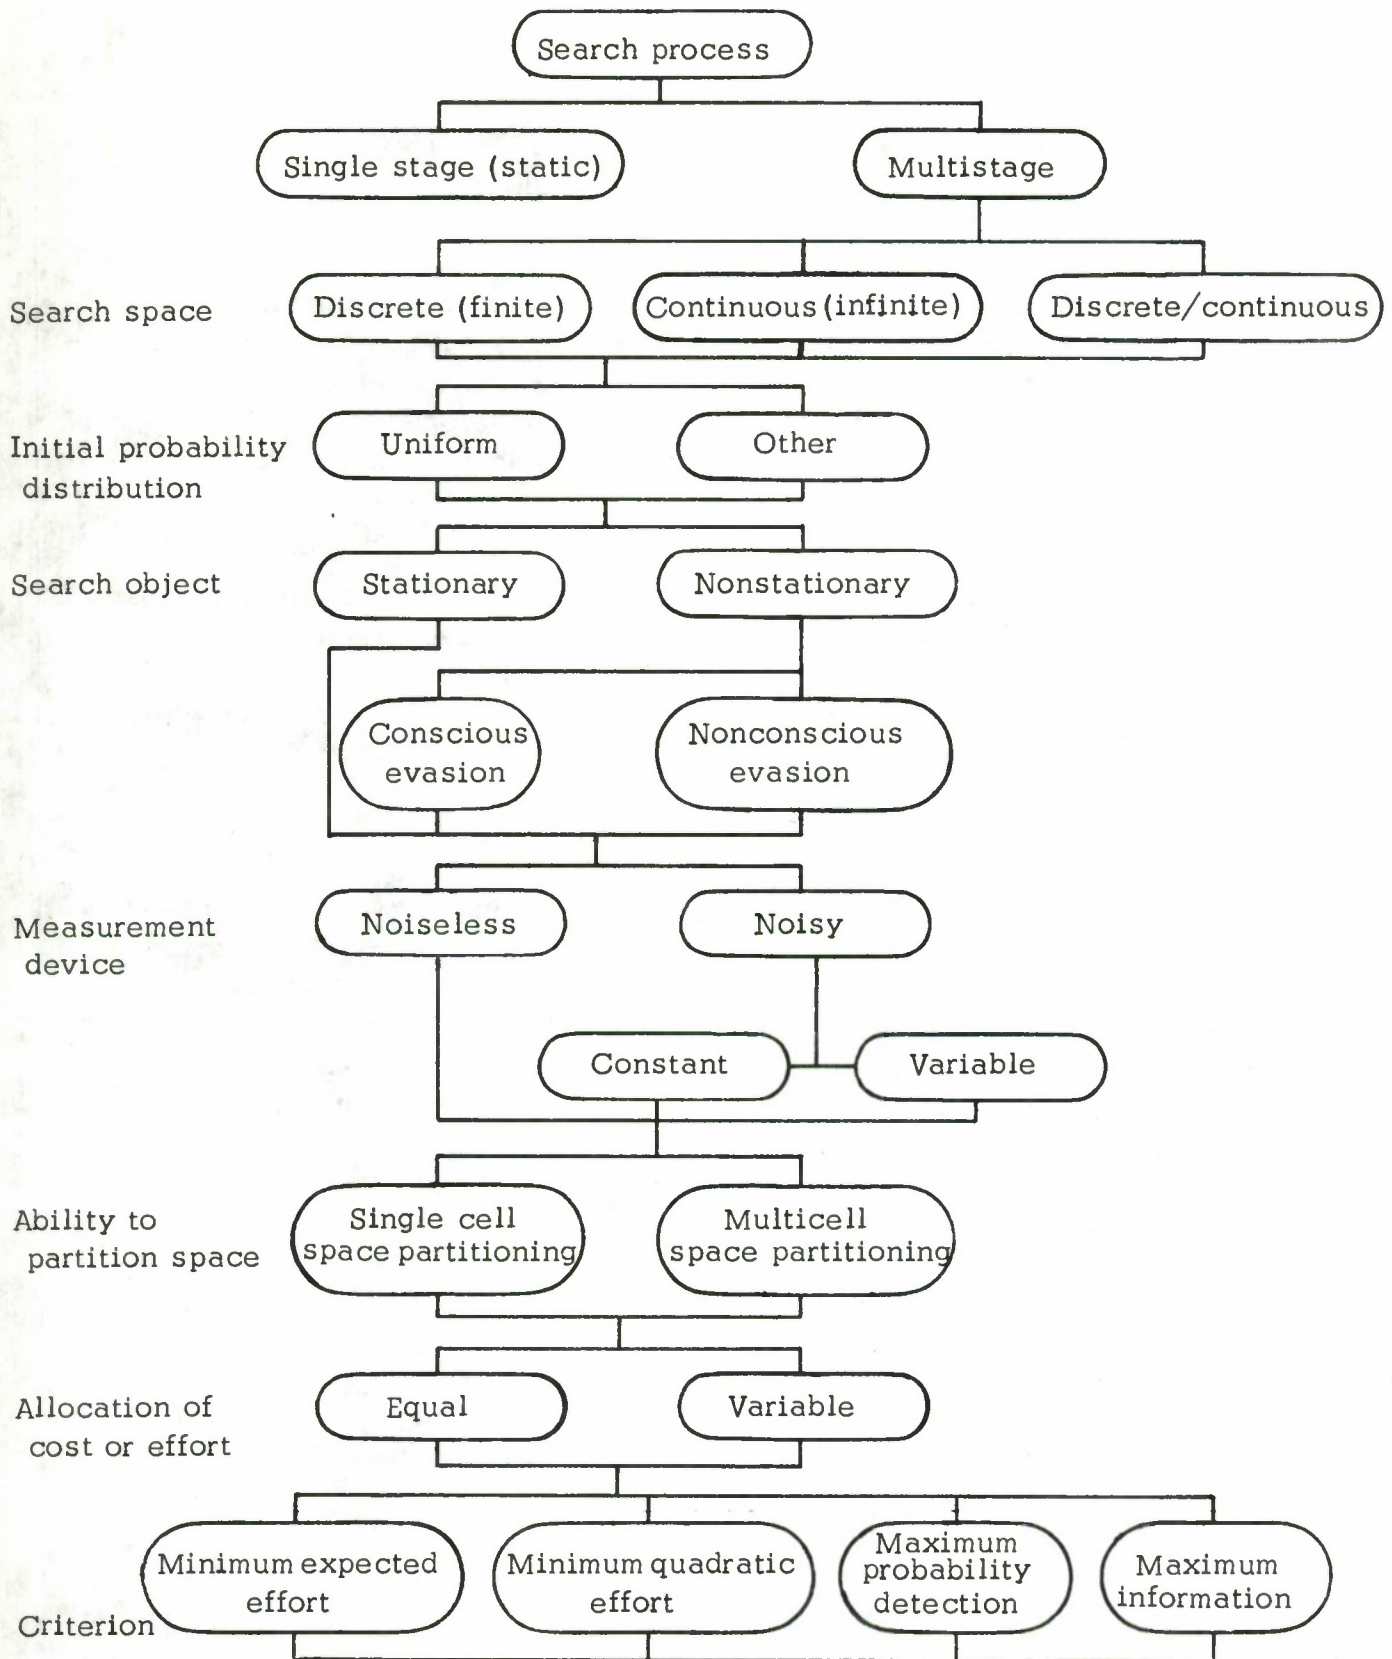 Search process
Single stage (static)
Multistage
Search space
Discrete (finite)
Continuous (infinite)
Discrete/continuous
Initial probability
distribution
Uniform
Other
Search object
Stationary
Nonstationary
Conscious
evasion
Nonconscious
evasion
Measurement
device
Noiseless
Noisy
Constant
Variable
Ability to
partition space
Single cell
space partitioning
Multicell
space partitioning
Allocation of
cost or effort
Equal
Variable
Criterion
Minimum expected
effort
Minimum quadratic
effort
Maximum
probability
detection
Maximum
information